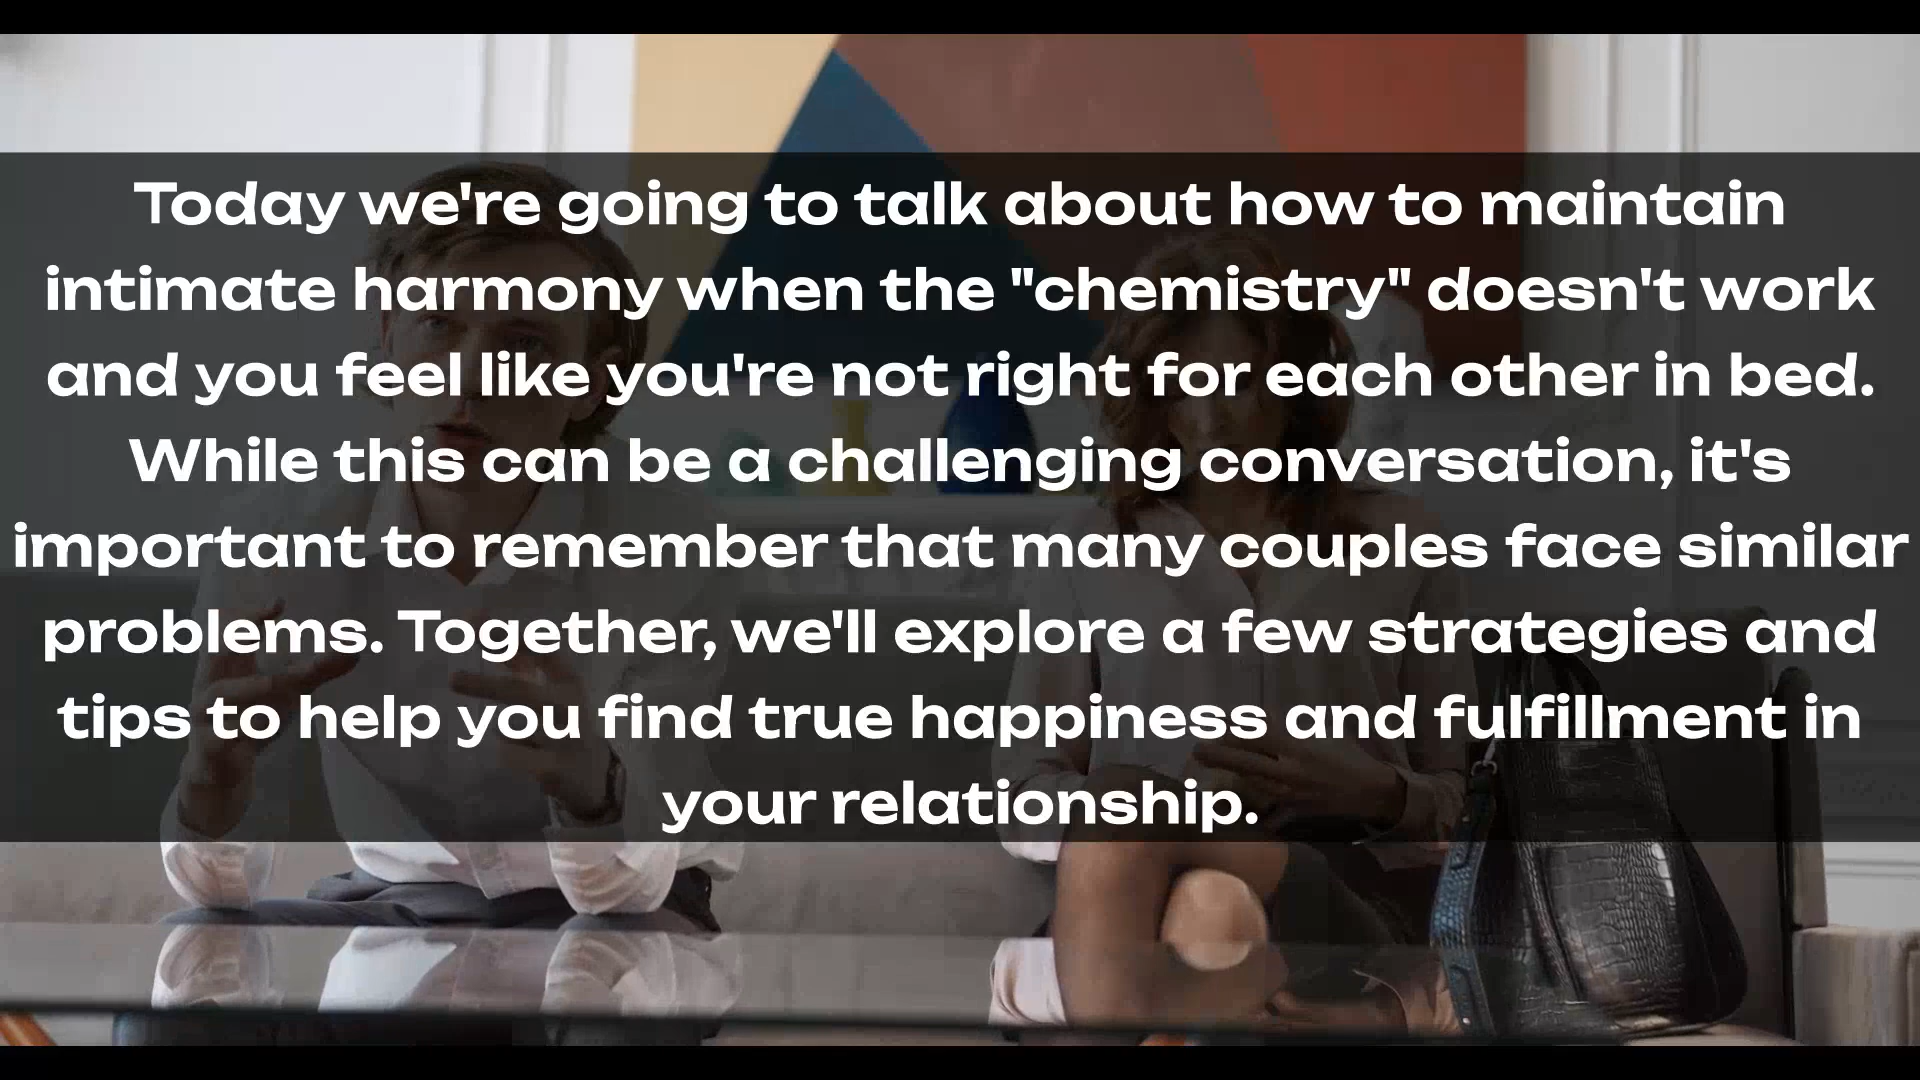 Today we're going to talk about how to maintain
intimate harmony when the "chemistry" doesn't work
and you feel like you're not right for each other in bed.
While this can be a challenging conversation, it's
important to remember that many couples face similar
problems. Together, we'll explore a few strategies and
tips to help you find true happiness and fulfillment in
your relationship.